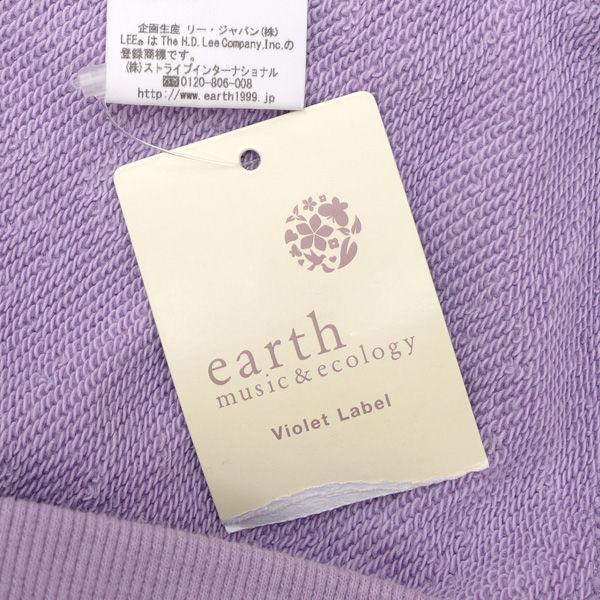 企画生産 リー・ジャパン(株)
LEE® は The H.D. Lee Company, Inc. の
登録商標です。
(株)ストライプインターナショナル
0120-806-008
http://www.earth1999.jp
earth
music & ecology
Violet Label